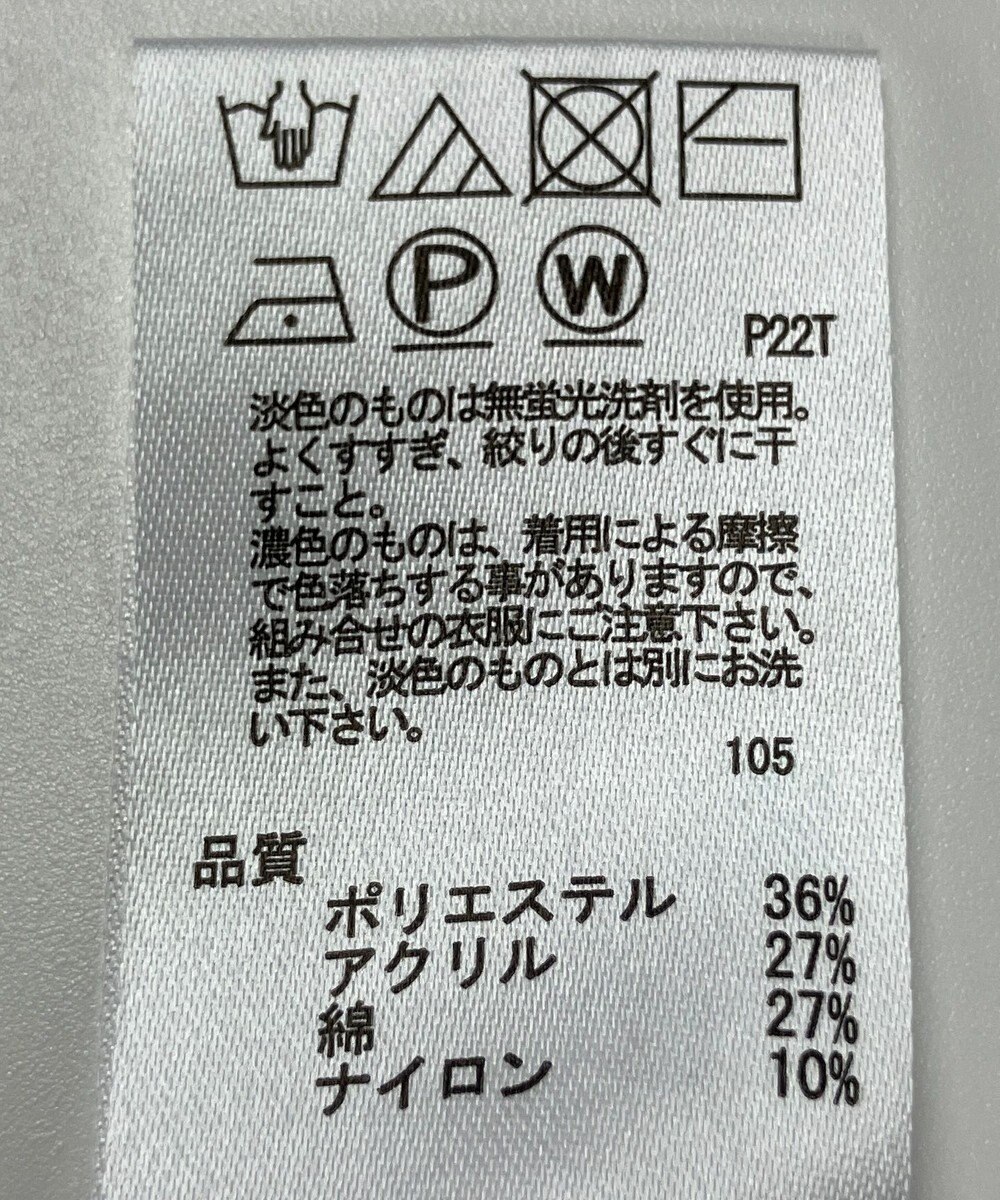 P W
P22T
淡色のものは無蛍光洗剤を使用。
よくすすぎ、絞りの後すぐに干
すこと。
濃色のものは、着用による摩擦
で色落ちする事がありますので、
組み合せの衣服にご注意下さい。
また、淡色のものとは別にお洗
い下さい。
105
品質
ポリエステル 36%
アクリル 27%
綿 27%
ナイロン 10%